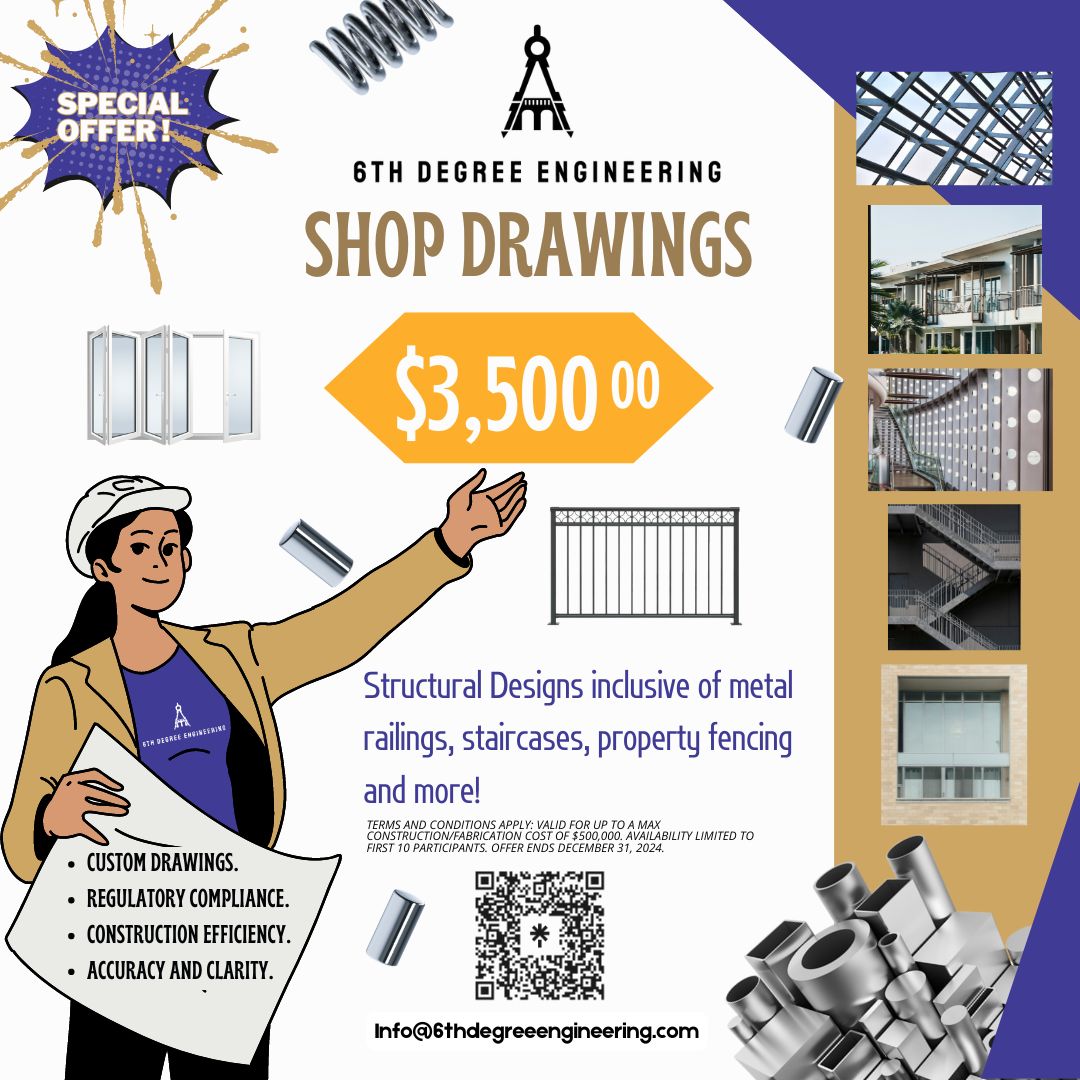 SPECIAL
OFFER!
6TH DEGREE ENGINEERING
SHOP DRAWINGS
$3,500 00
Structural Designs inclusive of metal
railings, staircases, property fencing
and more!
TERMS AND CONDITIONS APPLY: VALID FOR UP TO A MAX
CONSTRUCTION/FABRICATION COST OF $500,000. AVAILABILITY LIMITED TO
FIRST 10 PARTICIPANTS. OFFER ENDS DECEMBER 31, 2024.
6TH DEGREE ENGINEERING
• CUSTOM DRAWINGS.
• REGULATORY COMPLIANCE.
• CONSTRUCTION EFFICIENCY.
• ACCURACY AND CLARITY.
Info@6thdegreeengineering.com